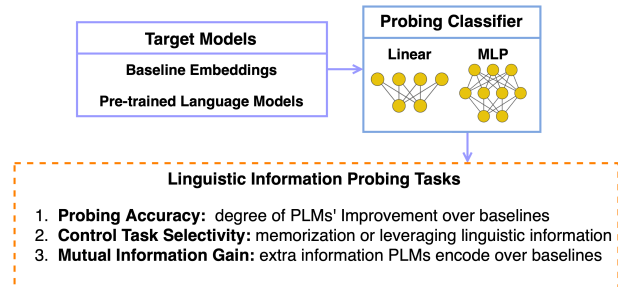 Target Models
Baseline Embeddings
Pre-trained Language Models
Probing Classifier
Linear MLP
Linguistic Information Probing Tasks
1. Probing Accuracy: degree of PLMs' Improvement over baselines
2. Control Task Selectivity: memorization or leveraging linguistic information
3. Mutual Information Gain: extra information PLMs encode over baselines